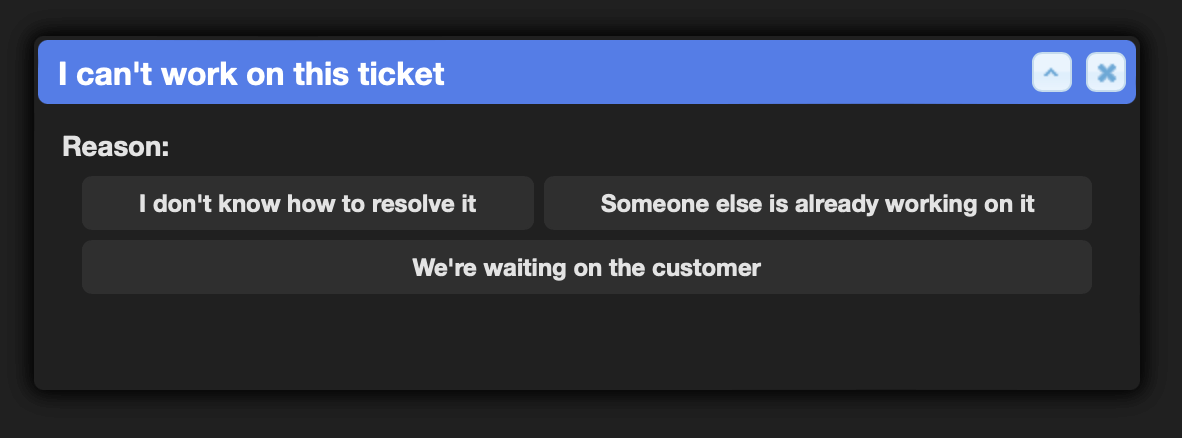 I can't work on this ticket
Reason:
I don't know how to resolve it
Someone else is already working on it
We're waiting on the customer